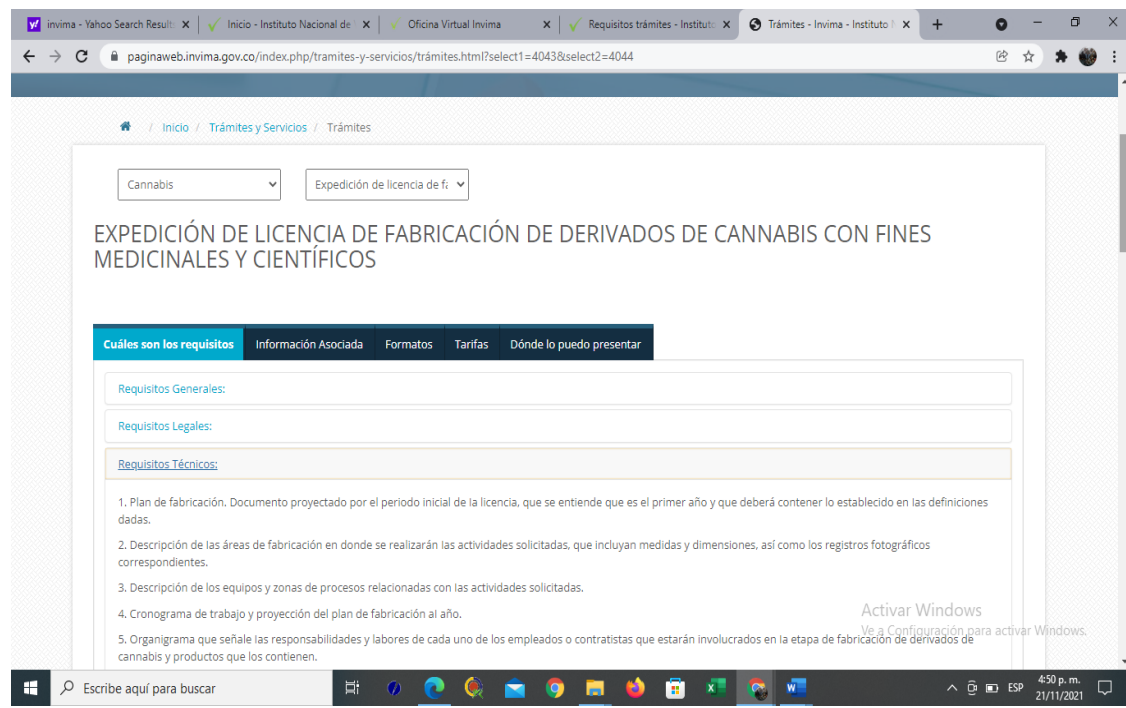 invima - Yahoo Search Results
Inicio - Instituto Nacional de
Oficina Virtual Invima
Requisitos trámites - Instituto
Trámites - Invima - Instituto
paginaweb.invima.gov.co/index.php/tramites-y-servicios/trámites.html?select1=4043&select2=4044
/ Inicio / Trámites y Servicios / Trámites
Cannabis
Expedición de licencia de fa
EXPEDICIÓN DE LICENCIA DE FABRICACIÓN DE DERIVADOS DE CANNABIS CON FINES
MEDICINALES Y CIENTÍFICOS
Cuáles son los requisitos
Información Asociada
Formatos
Tarifas
Dónde lo puedo presentar
Requisitos Generales:
Requisitos Legales:
Requisitos Técnicos:
1. Plan de fabricación. Documento proyectado por el periodo inicial de la licencia, que se entiende que es el primer año y que deberá contener lo establecido en las definiciones
dadas.
2. Descripción de las áreas de fabricación en donde se realizarán las actividades solicitadas, que incluyan medidas y dimensiones, así como los registros fotográficos
correspondientes.
3. Descripción de los equipos y zonas de procesos relacionadas con las actividades solicitadas.
4. Cronograma de trabajo y proyección del plan de fabricación al año.
5. Organigrama que señale las responsabilidades y labores de cada uno de los empleados o contratistas que estarán involucrados en la etapa de fabricación de derivados de
cannabis y productos que los contienen.
Activar Windows
Ve a Configuración para activar Windows.
Escribe aquí para buscar
ESP
4:50 p. m.
21/11/2021